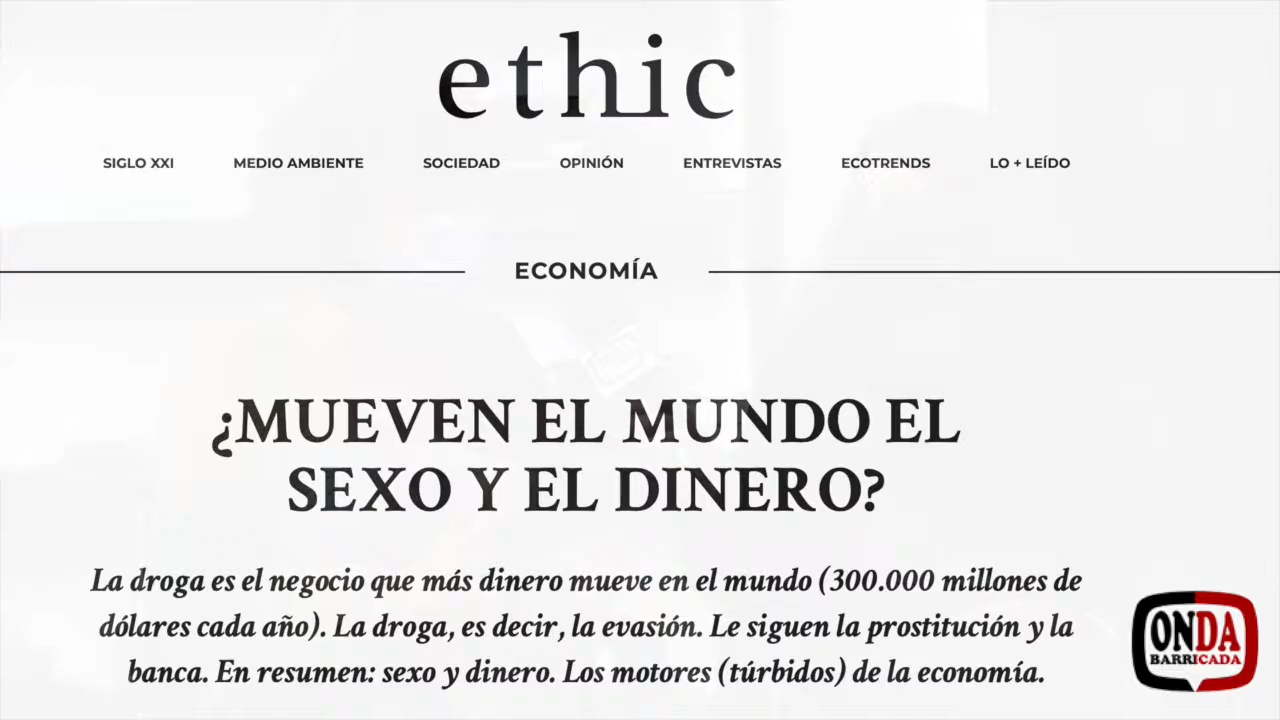 ethic
SIGLO XXI MEDIO AMBIENTE SOCIEDAD OPINIÓN ENTREVISTAS ECOTRENDS LO + LEÍDO
ECONOMÍA
¿MUEVEN EL MUNDO EL
SEXO Y EL DINERO?
La droga es el negocio que más dinero mueve en el mundo (300.000 millones de
dólares cada año). La droga, es decir, la evasión. Le siguen la prostitución y la
banca. En resumen: sexo y dinero. Los motores (túrbidos) de la economía.
ONDA
BARRICADA